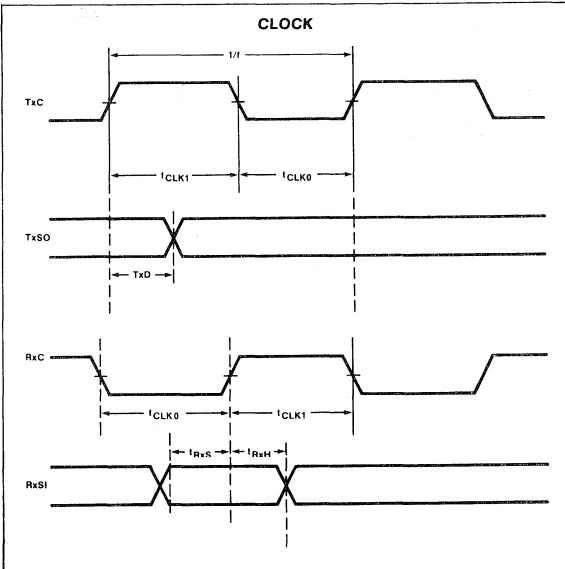 CLOCK
1/f
TxC
tCLK1 tCLK0
TxSO
TxD
RxC
tCLK0 tCLK1
tRxS tRxH
RxSI